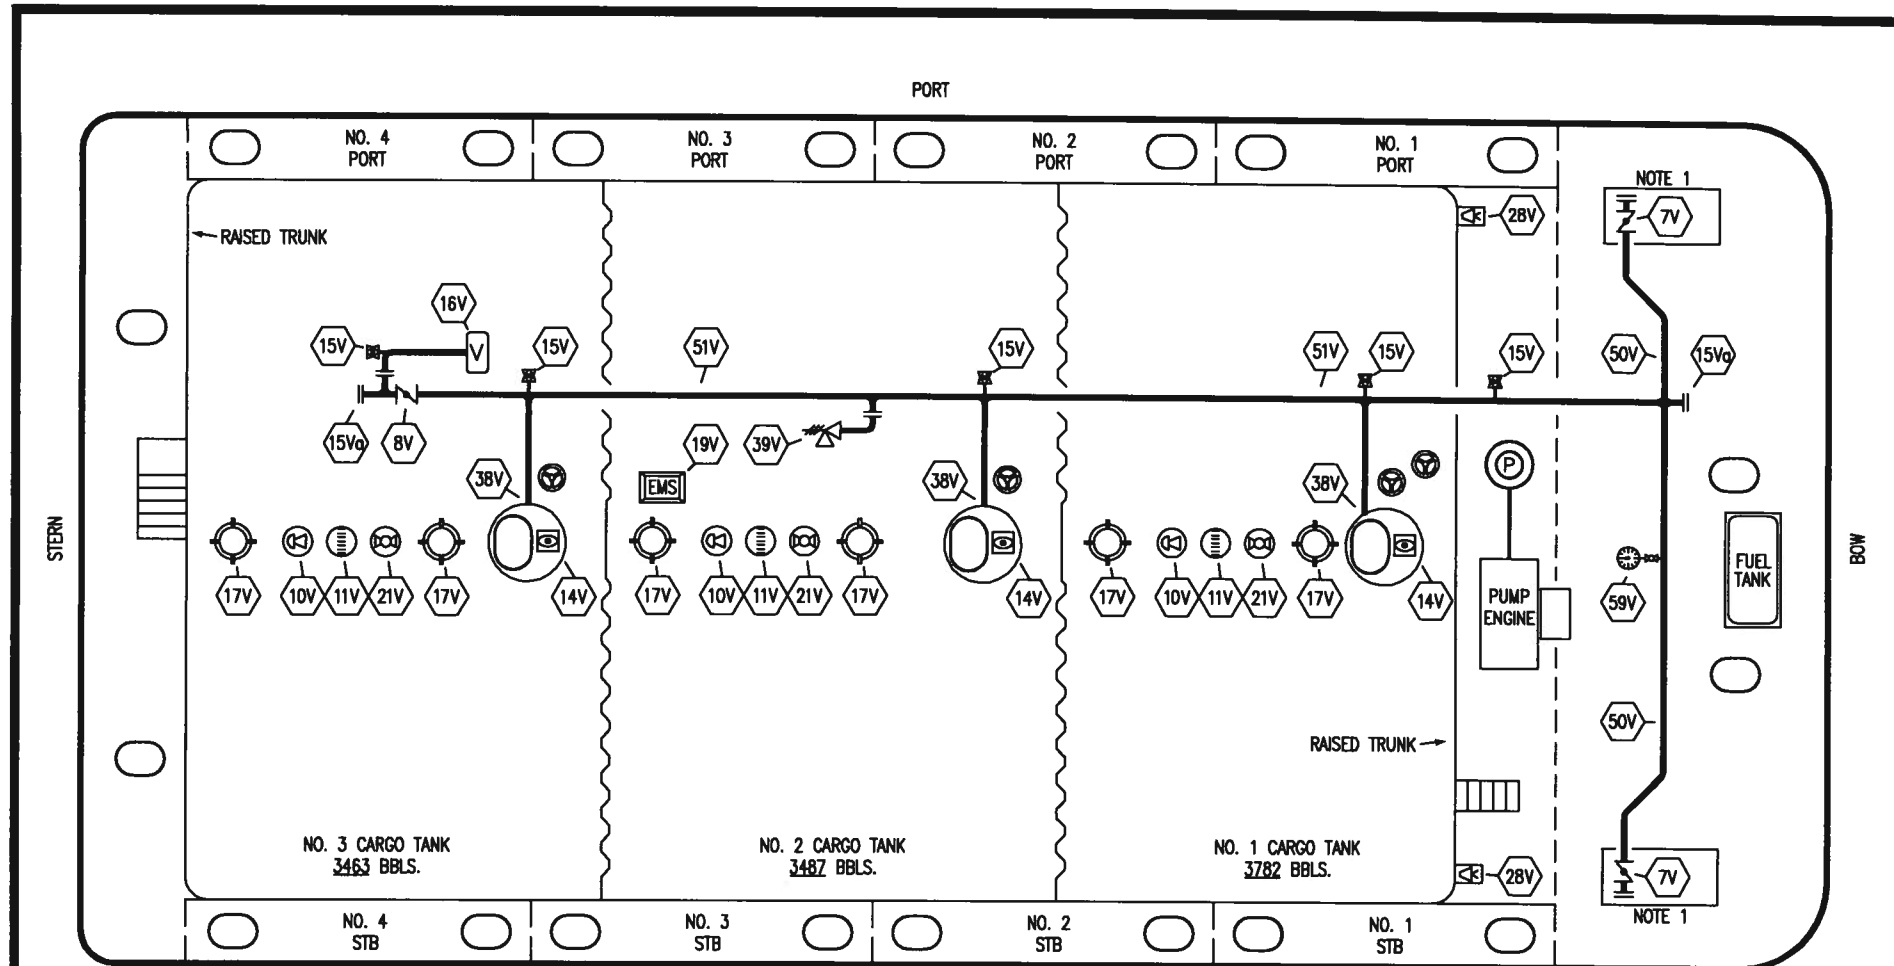 PORT
NO. 4
PORT
NO. 3
PORT
NO. 2
PORT
NO. 1
PORT
NOTE 1
7V
28V
RAISED TRUNK
16V
15V
V
15V
51V
15V
51V
15V
15V
50V
15Va
15Va
8V
39V
19V
EMS
38V
38V
38V
P
STERN
BOW
FUEL
TANK
PUMP
ENGINE
59V
17V
10V
11V
21V
17V
14V
17V
10V
11V
21V
17V
14V
17V
10V
11V
21V
17V
14V
50V
RAISED TRUNK
NO. 3 CARGO TANK
3463 BBLS.
NO. 2 CARGO TANK
3487 BBLS.
NO. 1 CARGO TANK
3782 BBLS.
28V
7V
NOTE 1
NO. 4
STB
NO. 3
STB
NO. 2
STB
NO. 1
STB